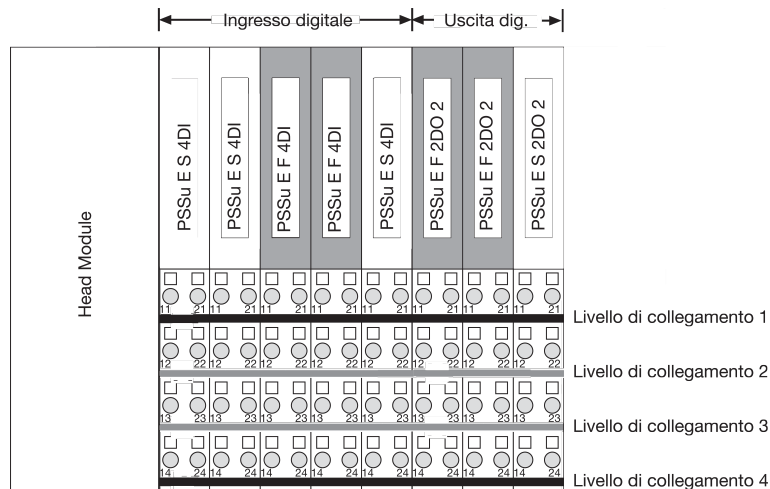 Ingresso digitale Uscita dig.
Head Module
PSSu E S 4DI
PSSu E S 4DI
PSSu E F 4DI
PSSu E F 4DI
PSSu E S 4DI
PSSu E F 2DO 2
PSSu E F 2DO 2
PSSu E S 2DO 2
11 21 11 21 11 21 11 21 11 21 11 21 11 21 11 21
Livello di collegamento 1
12 22 12 22 12 22 12 22 12 22 12 22 12 22 12 22
Livello di collegamento 2
13 23 13 23 13 23 13 23 13 23 13 23 13 23 13 23
Livello di collegamento 3
14 24 14 24 14 24 14 24 14 24 14 24 14 24 14 24
Livello di collegamento 4